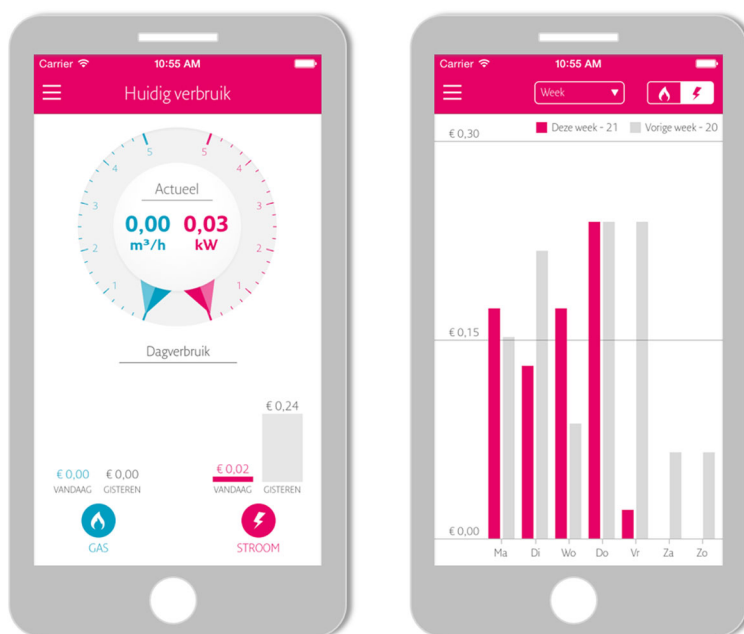 Carrier 10:55 AM
Huidig verbruik
5 5
4 4
3 3
2 2
1 1
Actueel
0,00 0,03
m³/h kW
Dagverbruik
€ 0,24
€ 0,00 € 0,00 € 0,02
VANDAAG GISTEREN VANDAAG GISTEREN
GAS STROOM
Carrier 10:55 AM
Week
Deze week - 21 Vorige week - 20
€ 0,30
€ 0,15
€ 0,00
Ma Di Wo Do Vr Za Zo